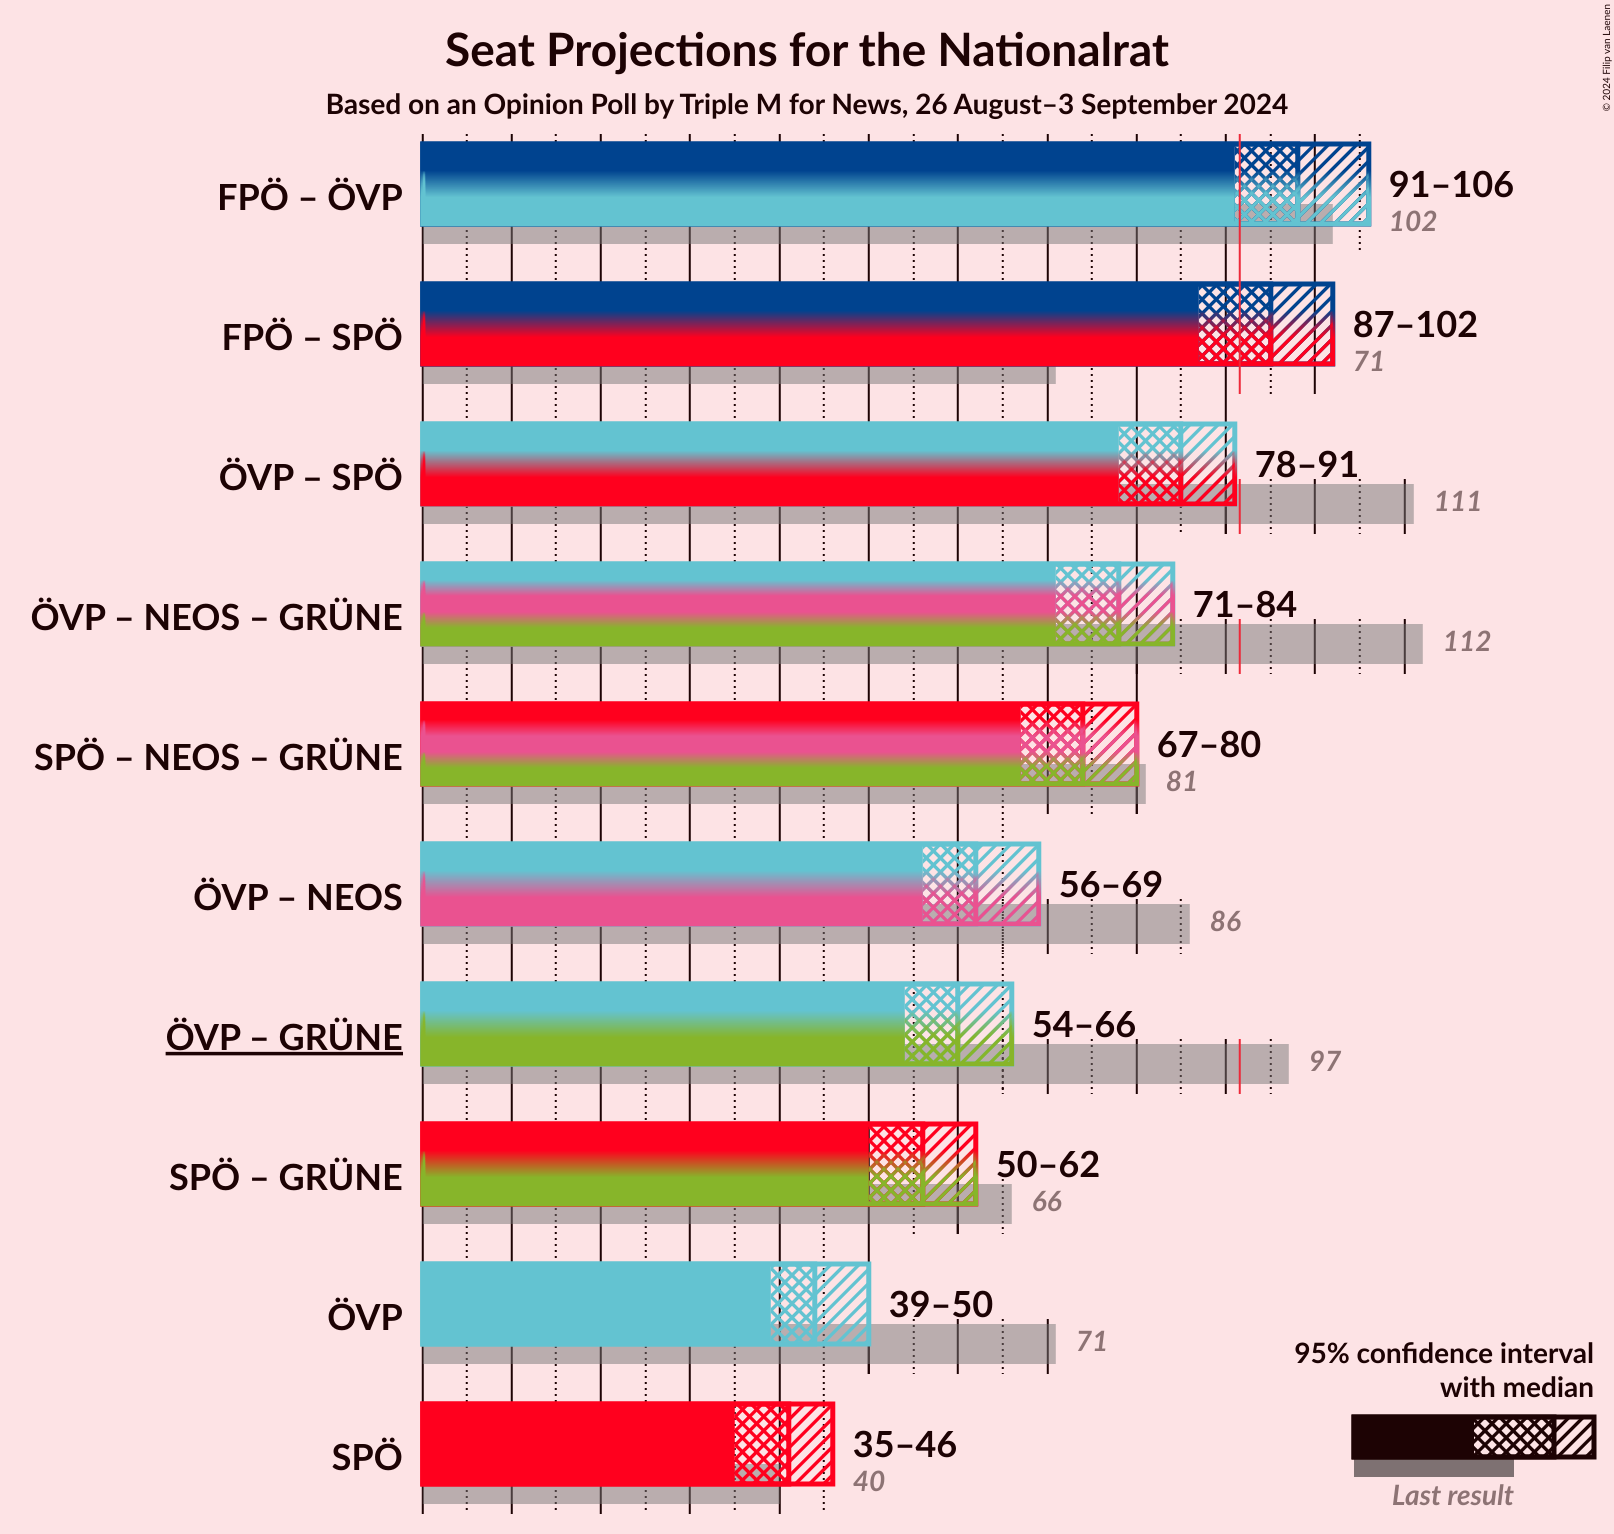 Seat Projections for the Nationalrat
Based on an Opinion Poll by Triple M for News, 26 August–3 September 2024
© 2024 Filip van Laenen
FPÖ – ÖVP
91–106
102
FPÖ – SPÖ
87–102
71
ÖVP – SPÖ
78–91
111
ÖVP – NEOS – GRÜNE
71–84
112
SPÖ – NEOS – GRÜNE
67–80
81
ÖVP – NEOS
56–69
86
ÖVP – GRÜNE
54–66
97
SPÖ – GRÜNE
50–62
66
ÖVP
39–50
71
SPÖ
35–46
40
95% confidence interval
with median
Last result